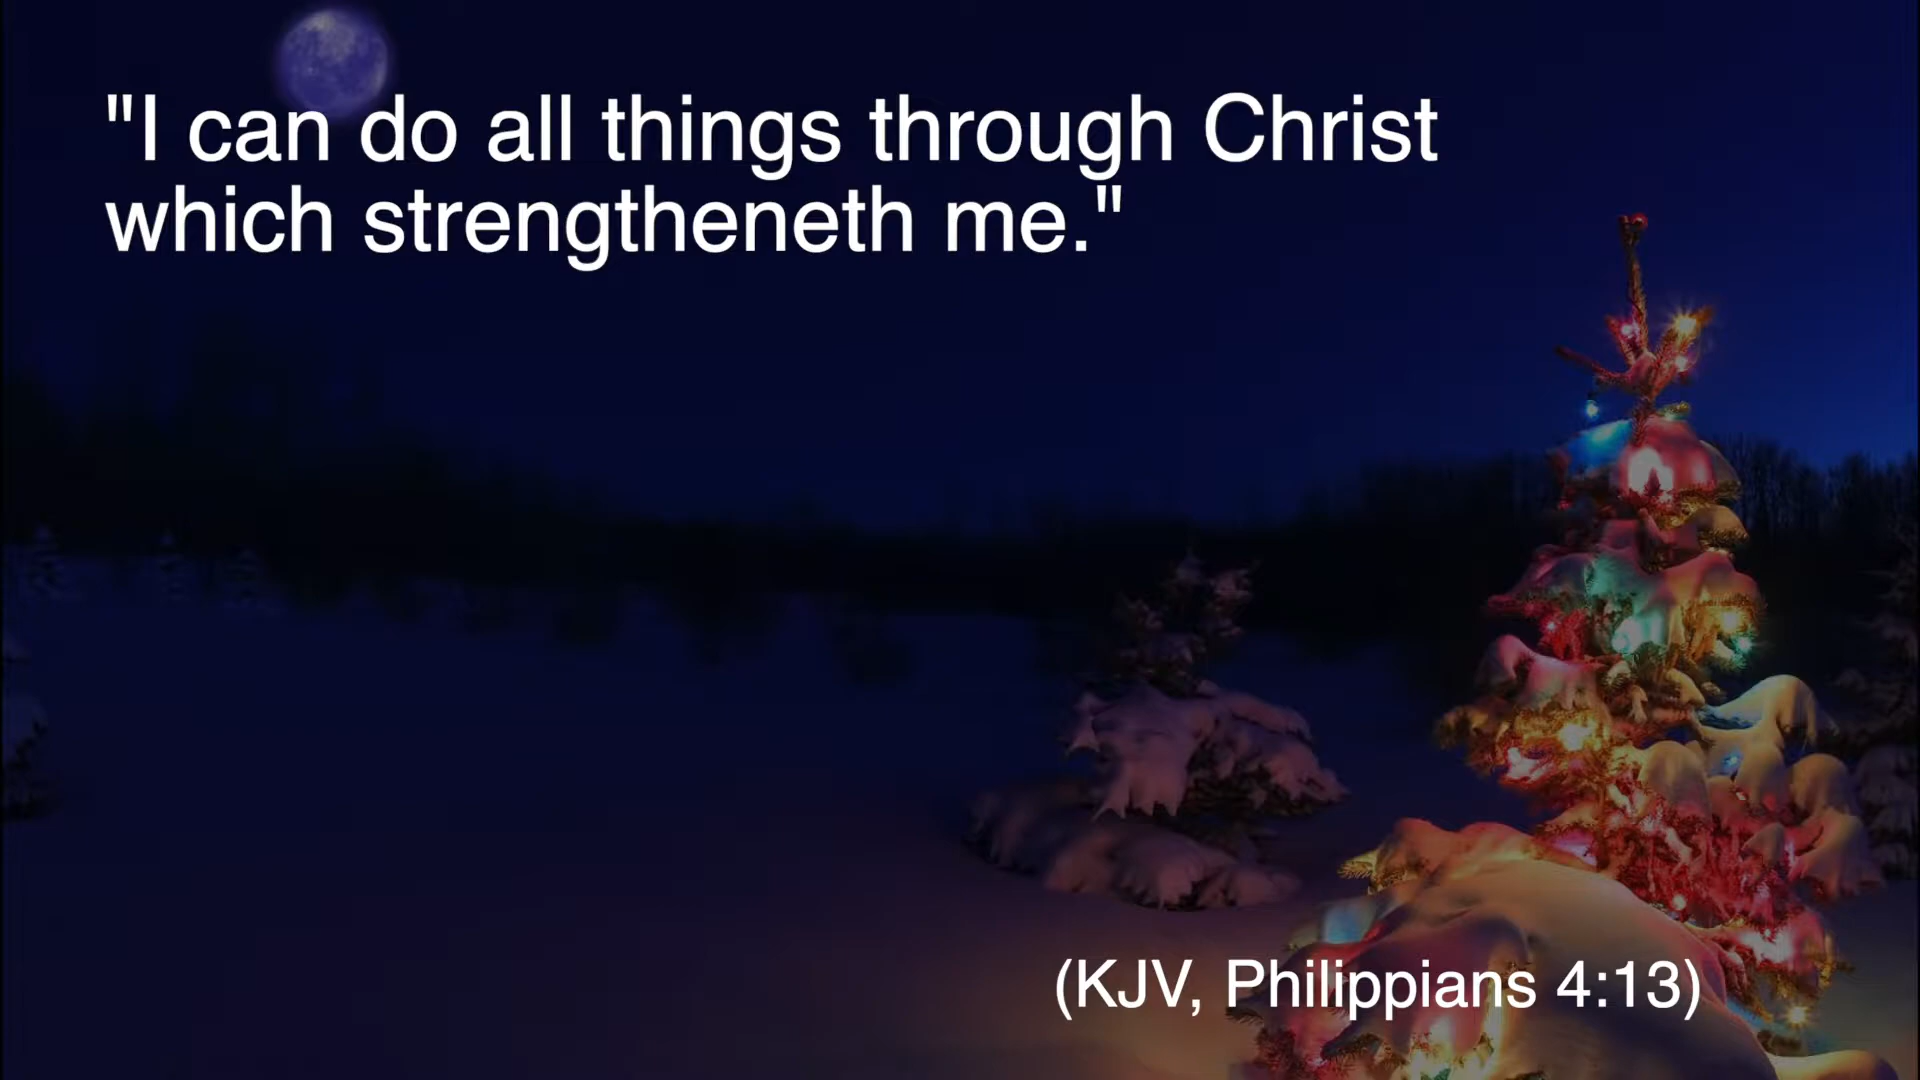 "I can do all things through Christ
which strengtheneth me."
(KJV, Philippians 4:13)